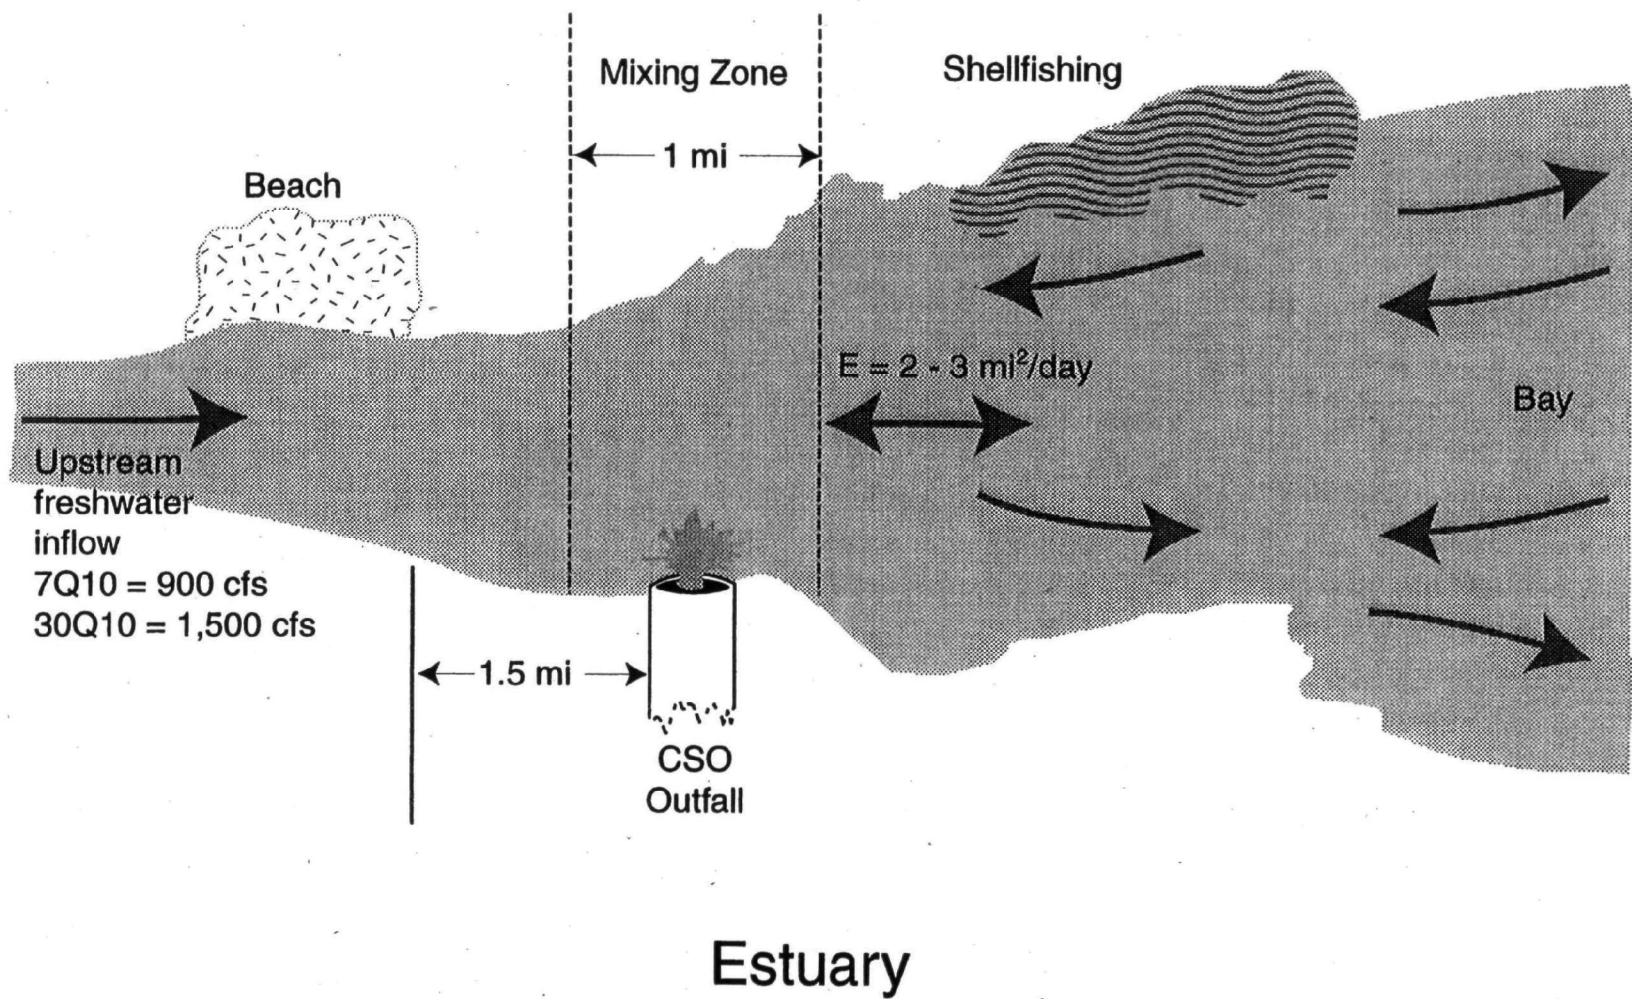 Mixing Zone
Shellfishing
1 mi
Beach
E = 2 - 3 mi²/day
Bay
Upstream
freshwater
inflow
7Q10 = 900 cfs
30Q10 = 1,500 cfs
1.5 mi
CSO
Outfall
Estuary